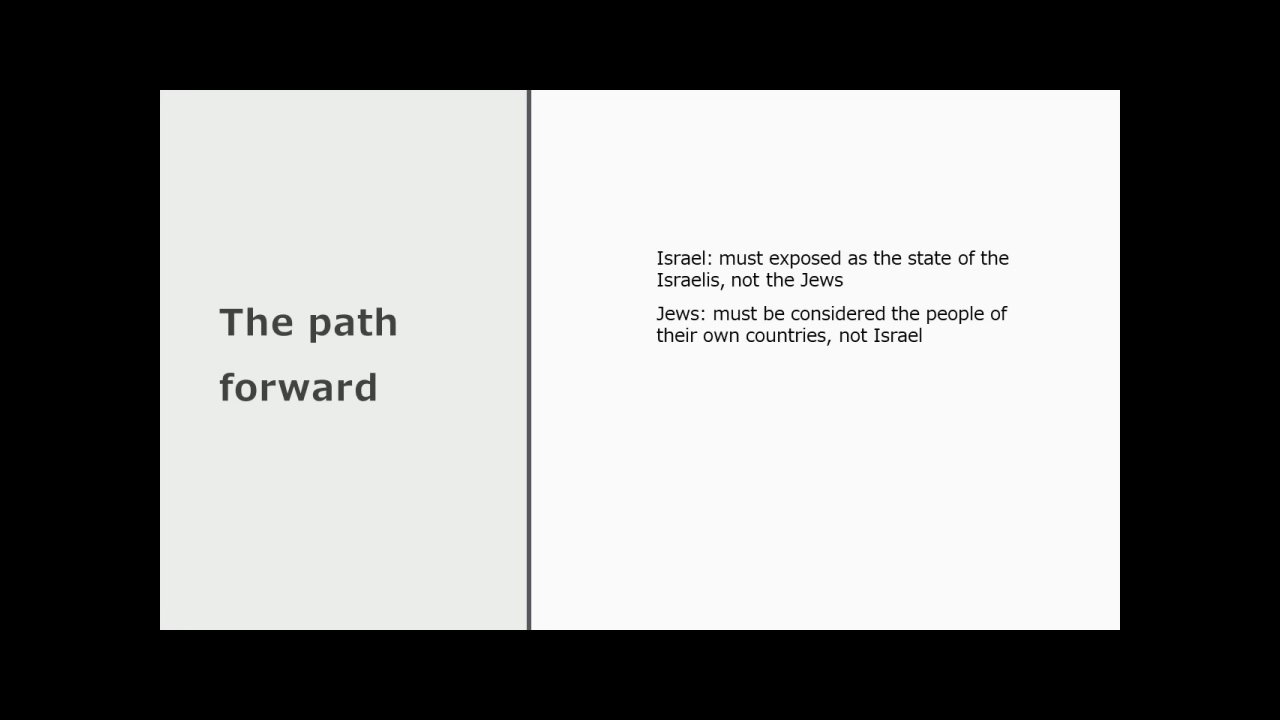 The path
forward
Israel: must exposed as the state of the
Israelis, not the Jews
Jews: must be considered the people of
their own countries, not Israel